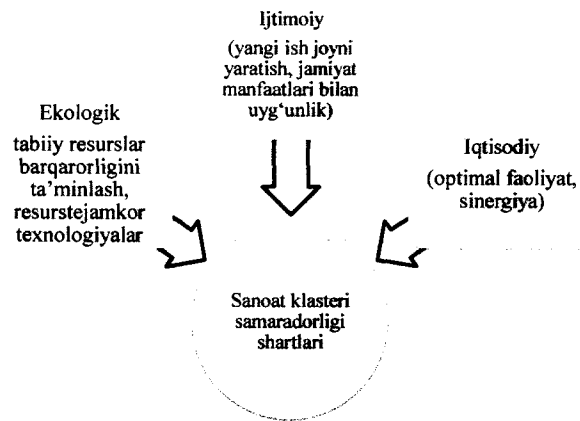 Ijtimoiy
(yangi ish joyni
yaratish, jamiyat
manfaatlari bilan
uyg‘unlik)
Ekologik
tabiiy resurslar
barqarorligini
ta’minlash,
resurstejamkor
texnologiyalar
Iqtisodiy
(optimal faoliyat,
sinergiya)
Sanoat klasteri
samaradorligi
shartlari